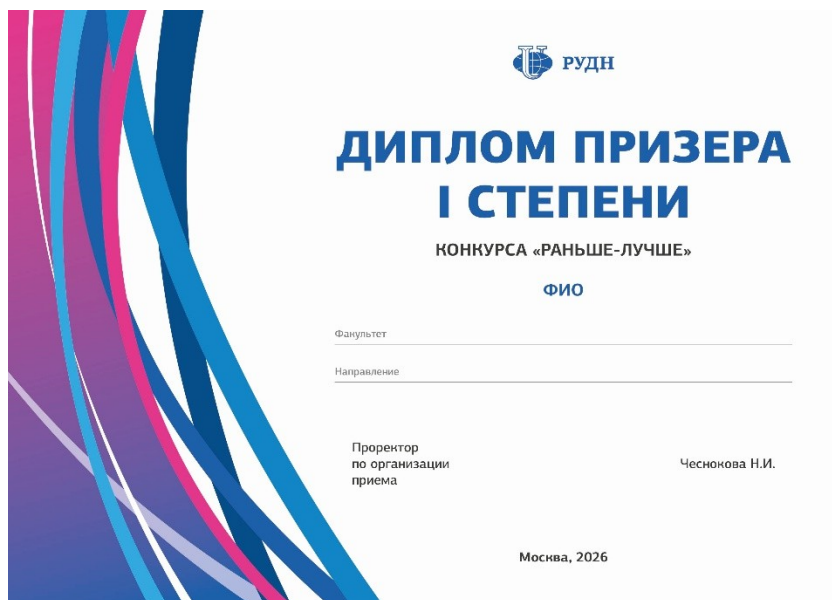 РУДН
ДИПЛОМ ПРИЗЕРА
I СТЕПЕНИ
КОНКУРСА «РАНЬШЕ-ЛУЧШЕ»
ФИО
Факультет
Направление
Проректор
по организации
приема
Чеснокова Н.И.
Москва, 2026